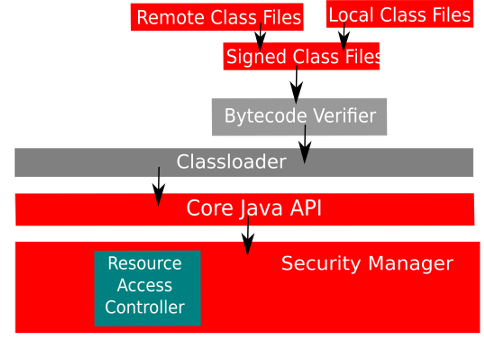 Remote Class Files
Local Class Files
Signed Class Files
Bytecode Verifier
Classloader
Core Java API
Resource
Access
Controller
Security Manager